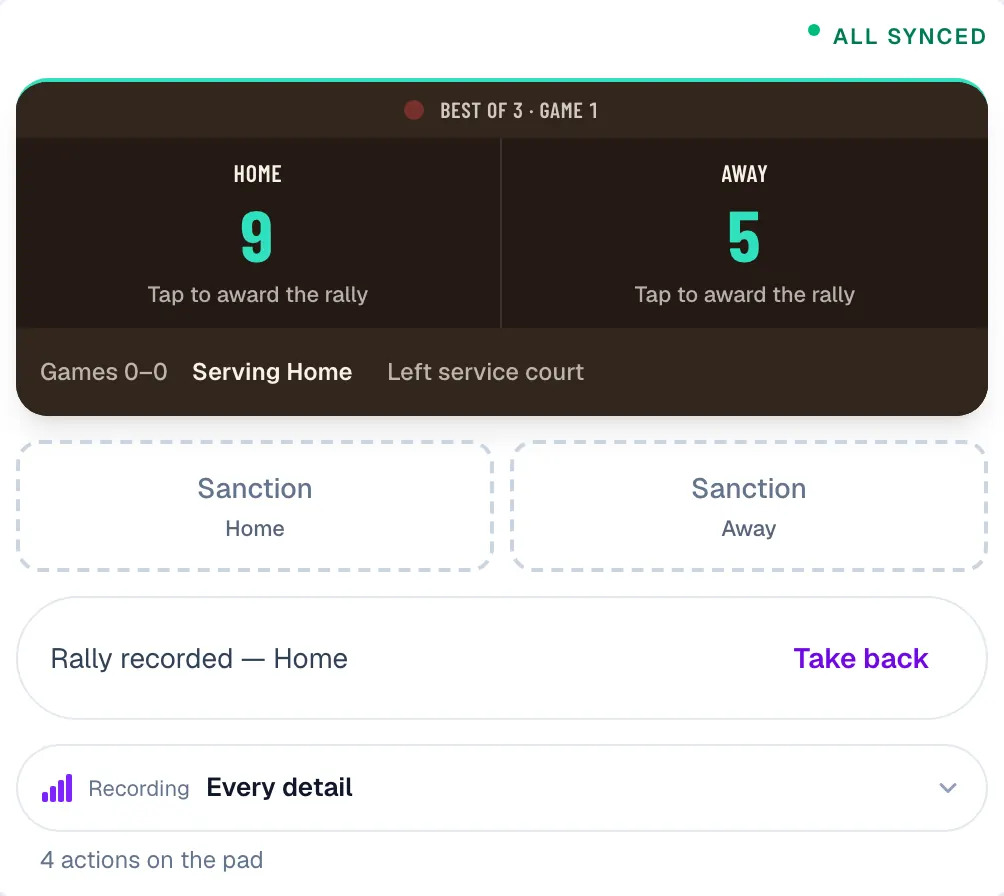 ALL SYNCED
BEST OF 3 · GAME 1
HOME
9
Tap to award the rally
AWAY
5
Tap to award the rally
Games 0–0 Serving Home Left service court
Sanction
Home
Sanction
Away
Rally recorded — Home
Take back
Recording Every detail
4 actions on the pad